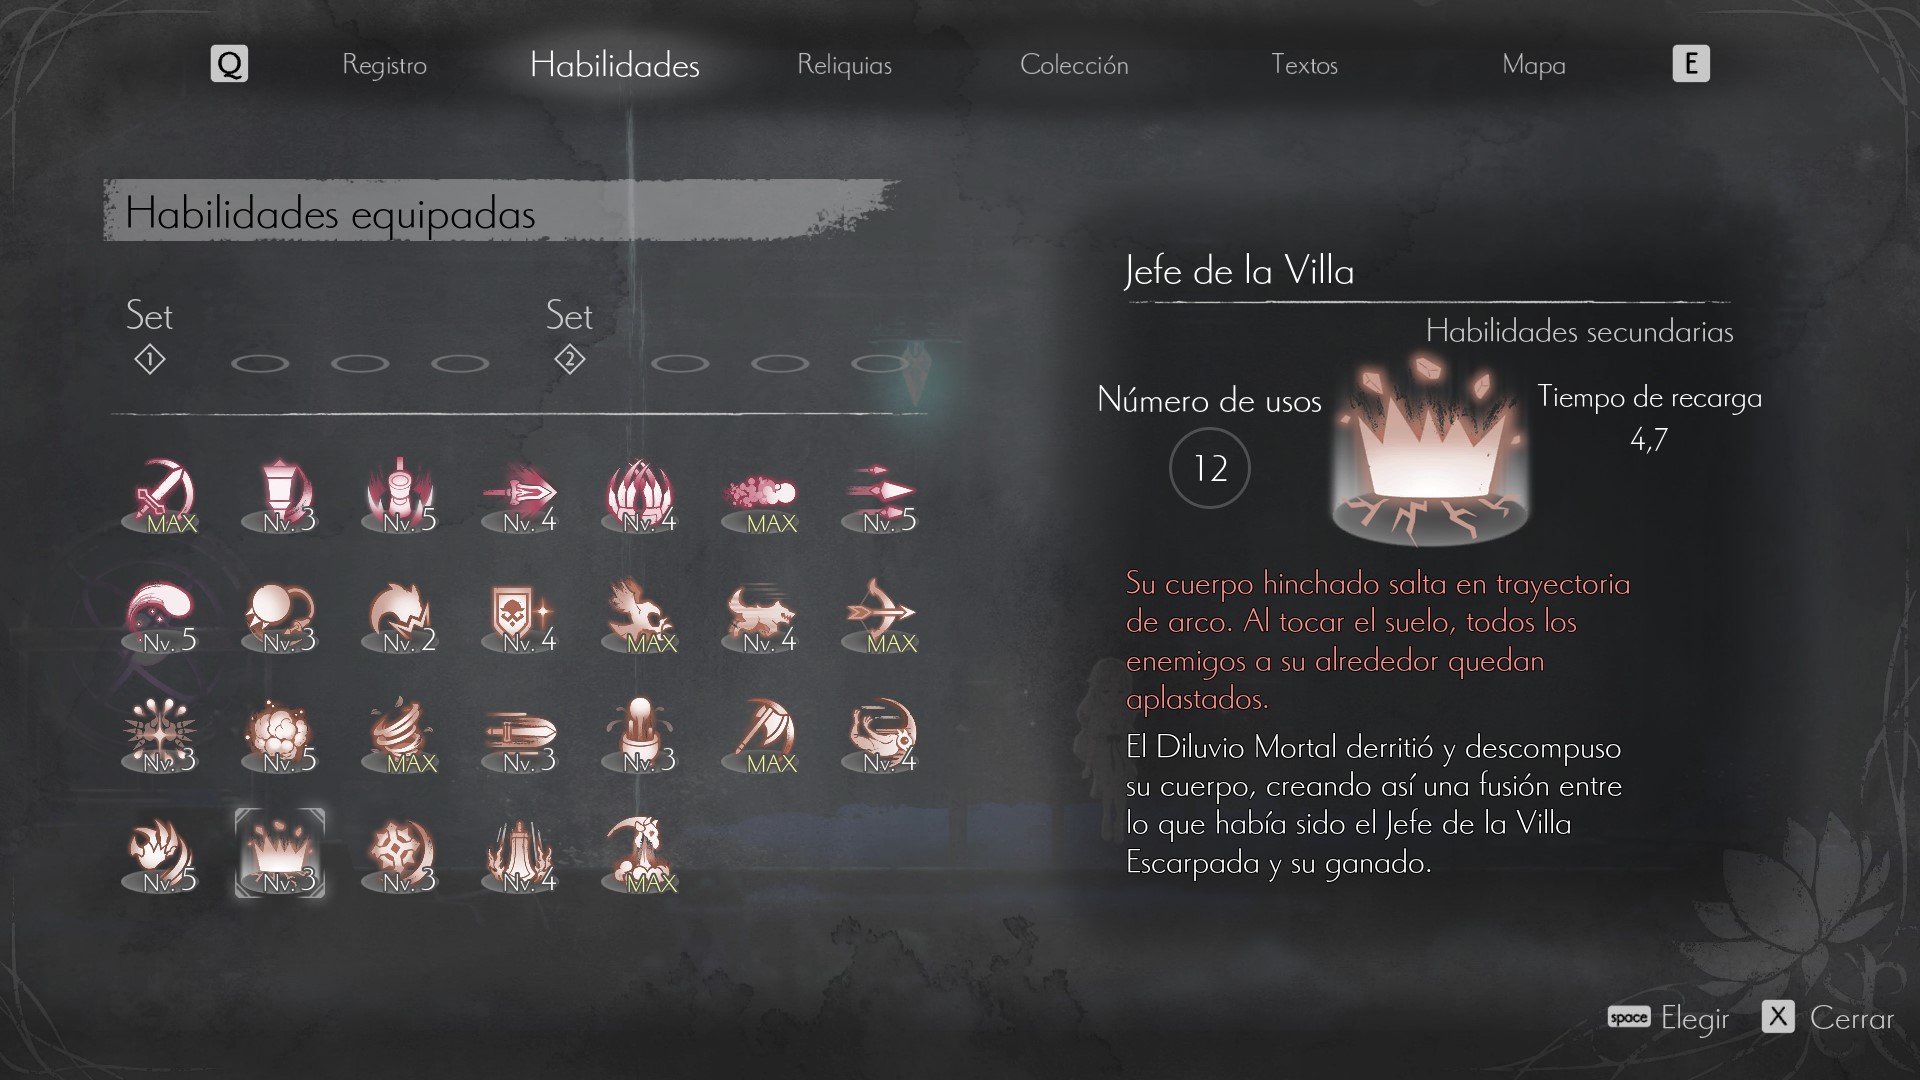 Q Registro Habilidades Reliquias Colección Textos Mapa E
Habilidades equipadas
Set Set
1 2
MAX Nv. 3 Nv. 5 Nv. 4 Nv. 4 MAX Nv. 5
Nv. 5 Nv. 3 Nv. 2 Nv. 4 MAX Nv. 4 MAX
Nv. 3 Nv. 5 MAX Nv. 3 Nv. 3 MAX Nv. 4
Nv. 5 Nv. 3 Nv. 3 Nv. 4 MAX
Jefe de la Villa
Habilidades secundarias
Número de usos
12
Tiempo de recarga
4,7
Su cuerpo hinchado salta en trayectoria
de arco. Al tocar el suelo, todos los
enemigos a su alrededor quedan
aplastados.
El Diluvio Mortal derritió y descompuso
su cuerpo, creando así una fusión entre
lo que había sido el Jefe de la Villa
Escarpada y su ganado.
space Elegir X Cerrar